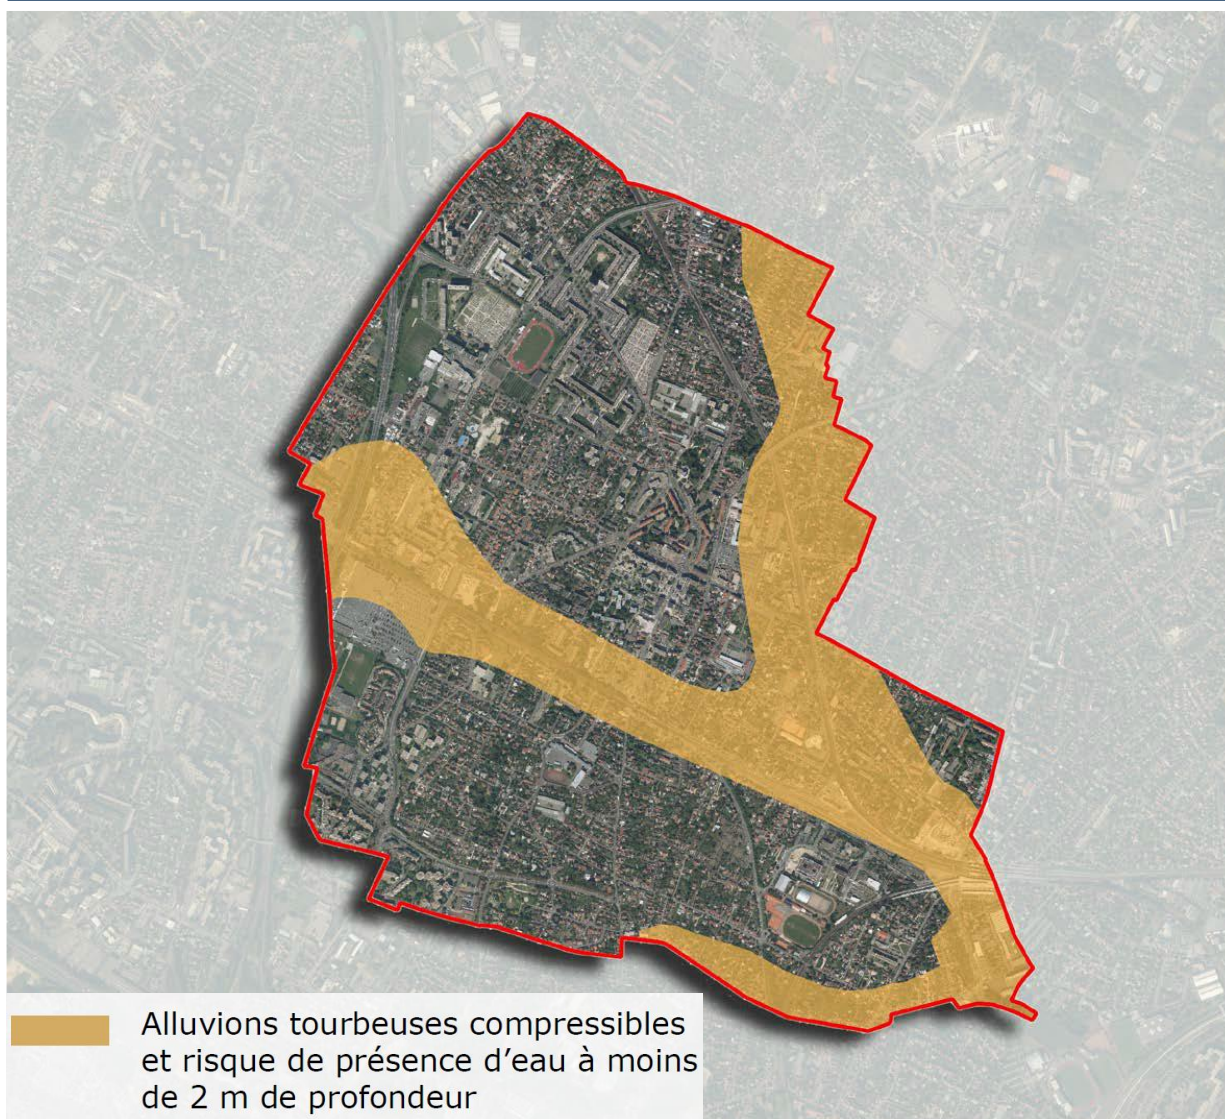 Alluvions tourbeuses compressibles
et risque de présence d'eau à moins
de 2 m de profondeur